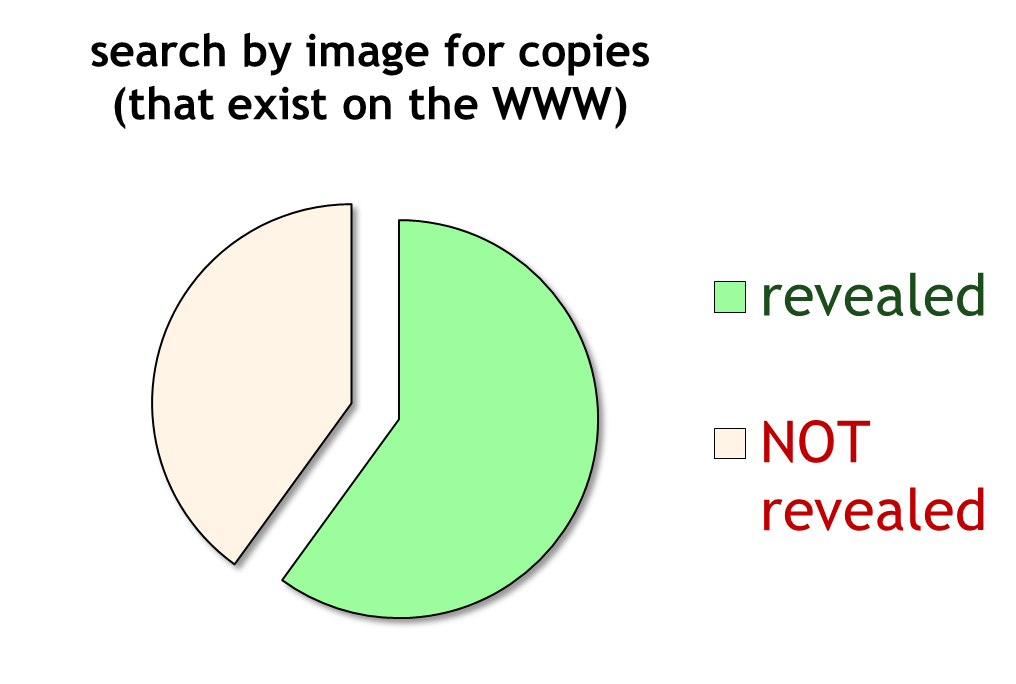 search by image for copies
(that exist on the WWW)
revealed
NOT
revealed